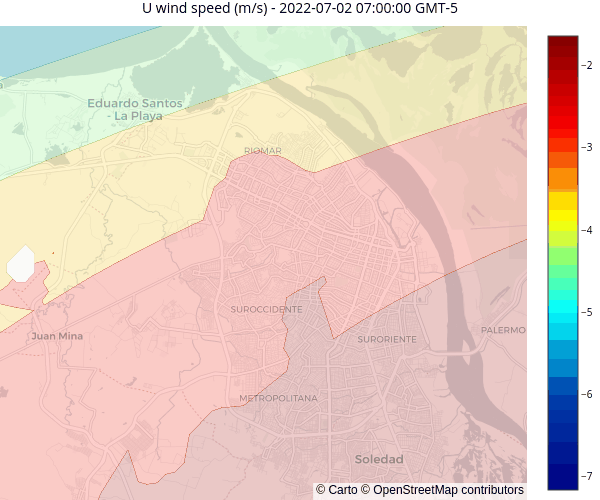 U wind speed (m/s) - 2022-07-02 07:00:00 GMT-5
Eduardo Santos
- La Playa
RIOMAR
SUROCCIDENTE
Juan Mina
SURORIENTE
PALERMO
METROPOLITANA
Soledad
© Carto © OpenStreetMap contributors
−2
−3
−4
−5
−6
−7